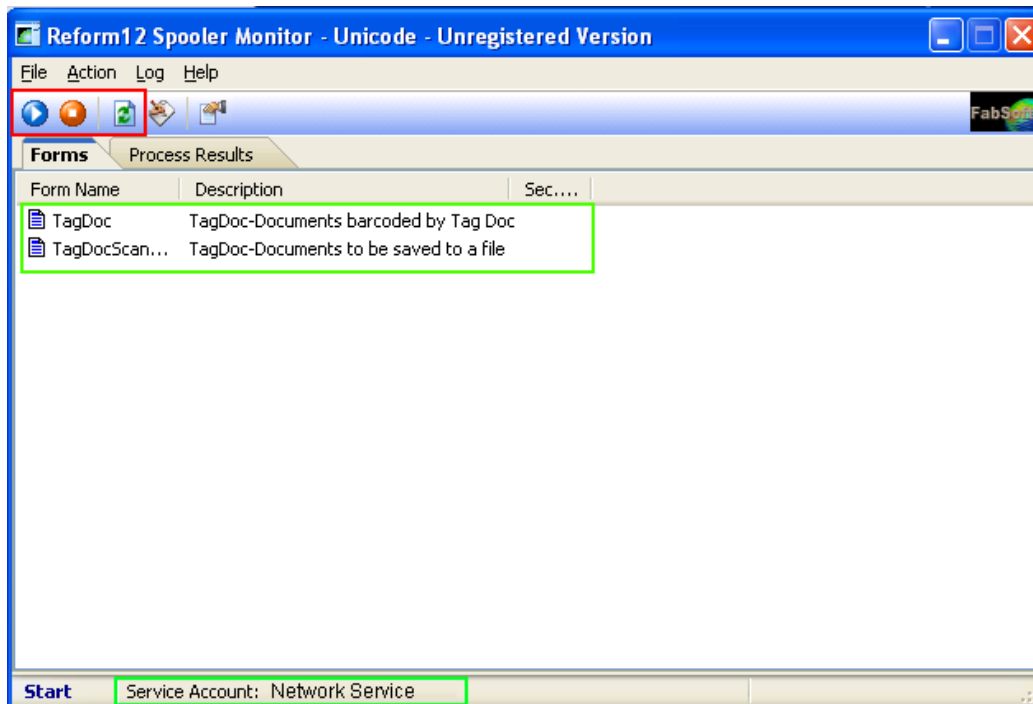 Reform12 Spooler Monitor - Unicode - Unregistered Version
File Action Log Help
FabSoft
Forms Process Results
Form Name Description Sec....
TagDoc TagDoc-Documents barcoded by Tag Doc
TagDocScan... TagDoc-Documents to be saved to a file
Start Service Account: Network Service